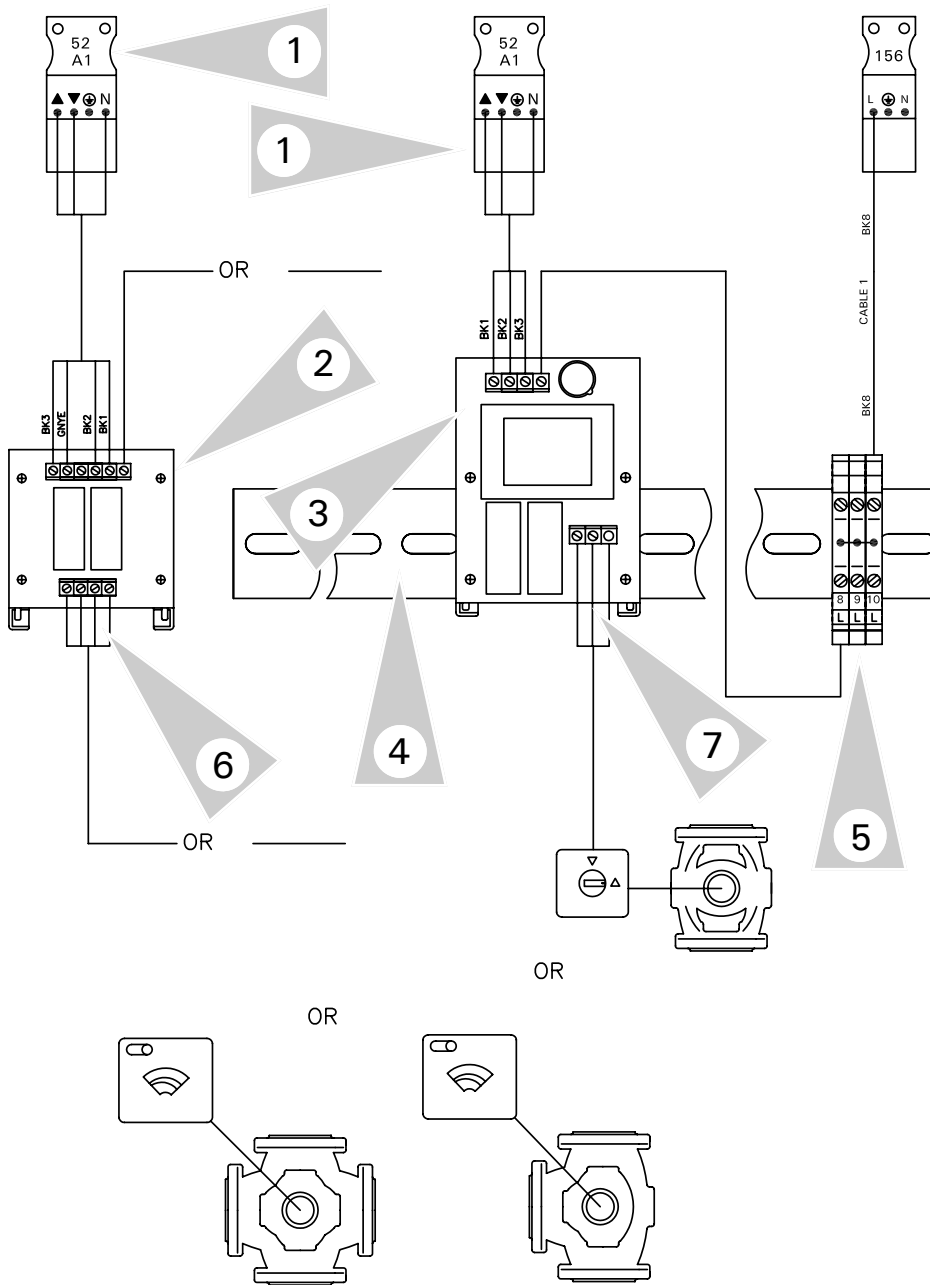 52
A1
1
52
A1
156
▲ ▼ ⏚ N
▲ ▼ ⏚ N
L ⏚ N
1
BK8
OR
CABLE 1
BK1
BK2
BK3
2
BK3
GNYE
BK2
BK1
BK8
3
8 9 10
L L L
6
4
7
5
OR
OR
OR